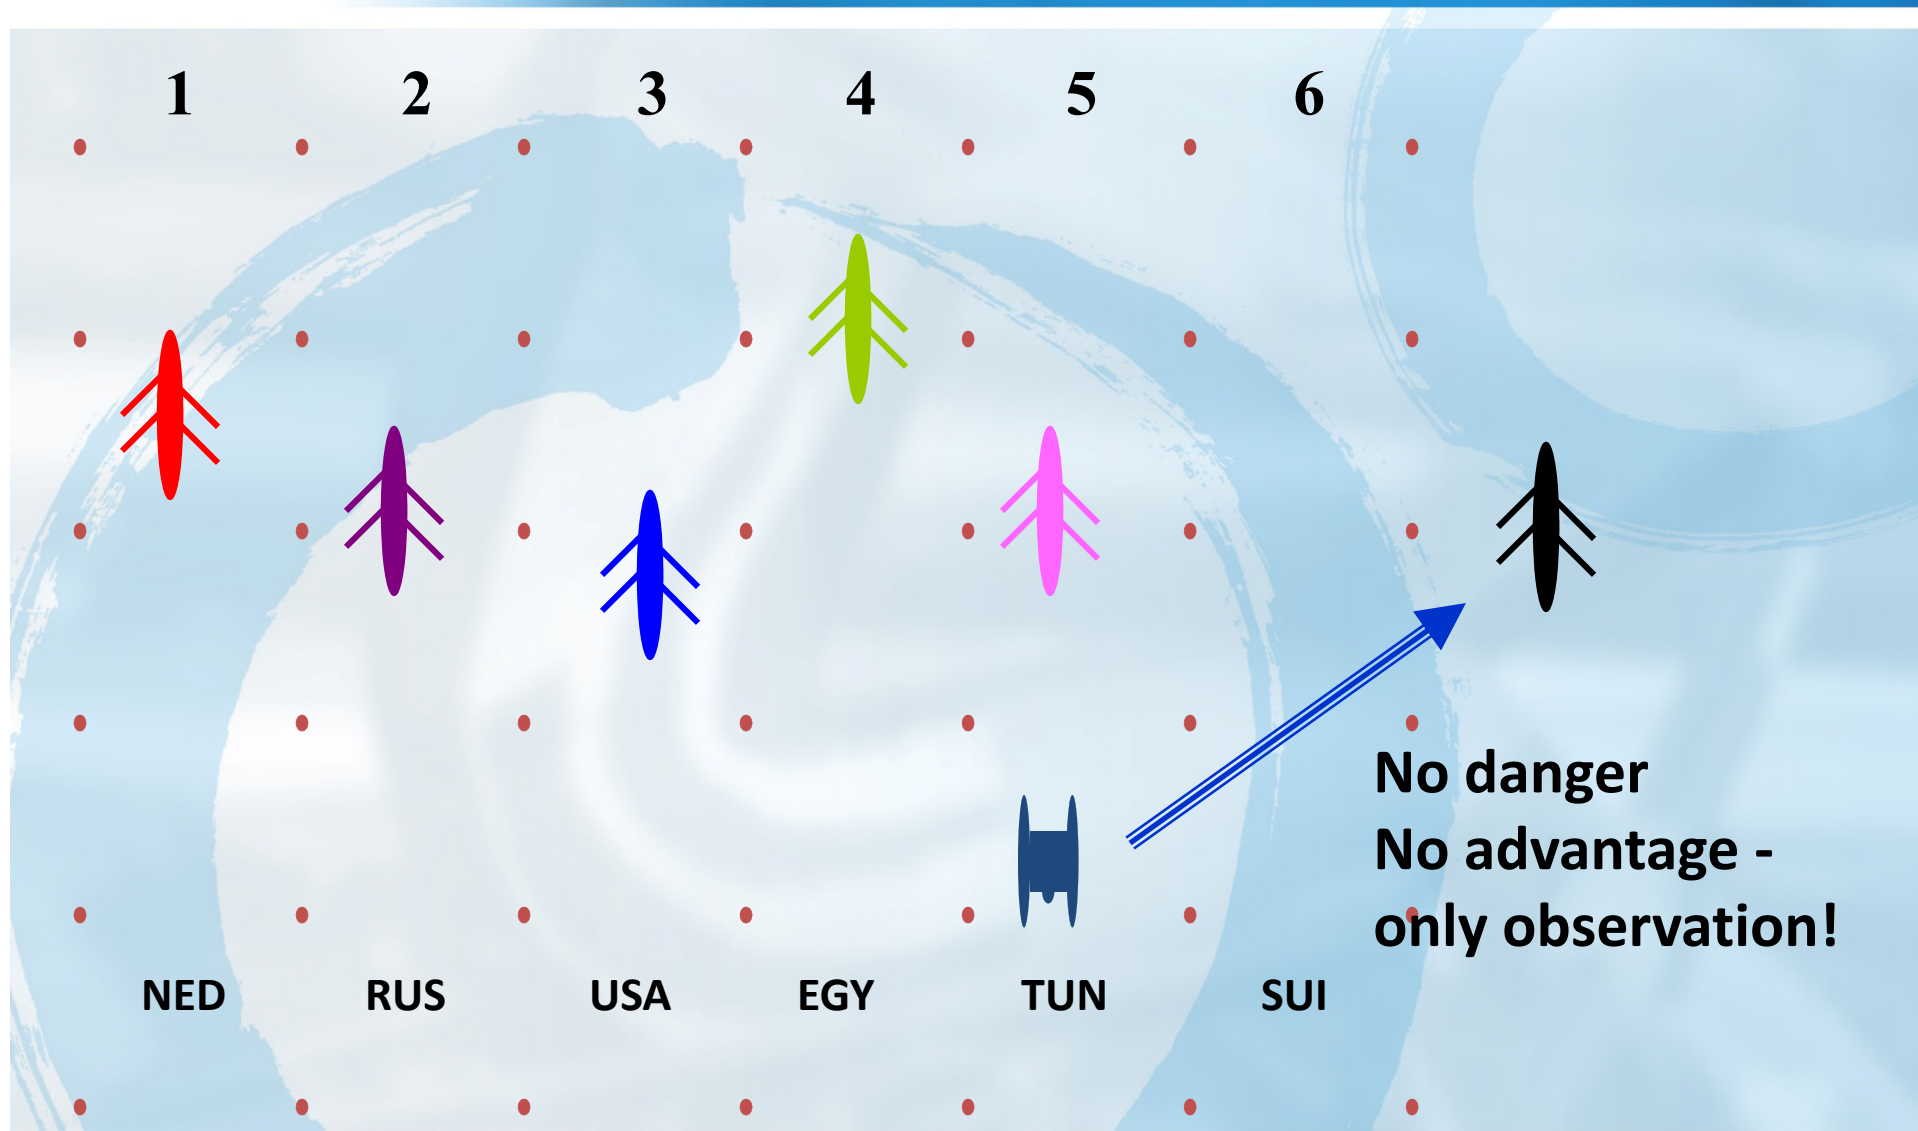 1 2 3 4 5 6
No danger
No advantage -
only observation!
NED RUS USA EGY TUN SUI